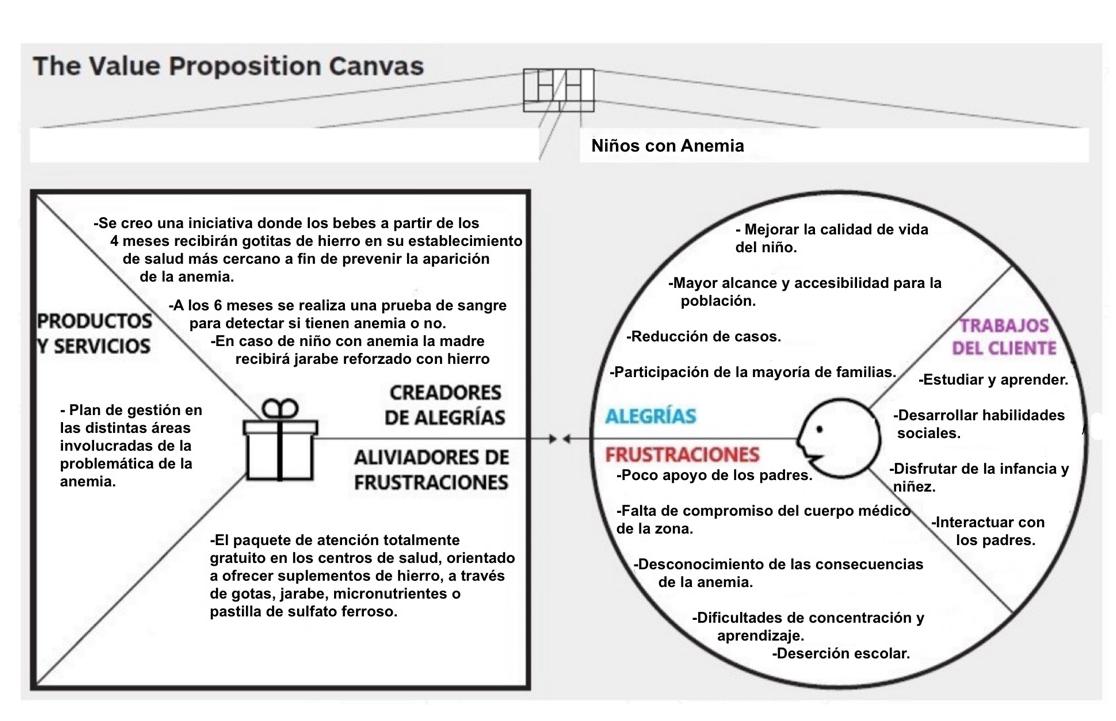 The Value Proposition Canvas
Niños con Anemia
-Se creo una iniciativa donde los bebes a partir de los
4 meses recibirán gotitas de hierro en su establecimiento
de salud más cercano a fin de prevenir la aparición
de la anemia.
-A los 6 meses se realiza una prueba de sangre
para detectar si tienen anemia o no.
-En caso de niño con anemia la madre
recibirá jarabe reforzado con hierro
PRODUCTOS
Y SERVICIOS
- Plan de gestión en
las distintas áreas
involucradas de la
problemática de la
anemia.
CREADORES
DE ALEGRÍAS
ALIVIADORES DE
FRUSTRACIONES
-El paquete de atención totalmente
gratuito en los centros de salud, orientado
a ofrecer suplementos de hierro, a través
de gotas, jarabe, micronutrientes o
pastilla de sulfato ferroso.
- Mejorar la calidad de vida
del niño.
-Mayor alcance y accesibilidad para la
población.
-Reducción de casos.
-Participación de la mayoría de familias.
ALEGRÍAS
FRUSTRACIONES
-Poco apoyo de los padres.
-Falta de compromiso del cuerpo médico
de la zona.
-Desconocimiento de las consecuencias
de la anemia.
-Dificultades de concentración y
aprendizaje.
-Deserción escolar.
TRABAJOS
DEL CLIENTE
-Estudiar y aprender.
-Desarrollar habilidades
sociales.
-Disfrutar de la infancia y
niñez.
-Interactuar con
los padres.